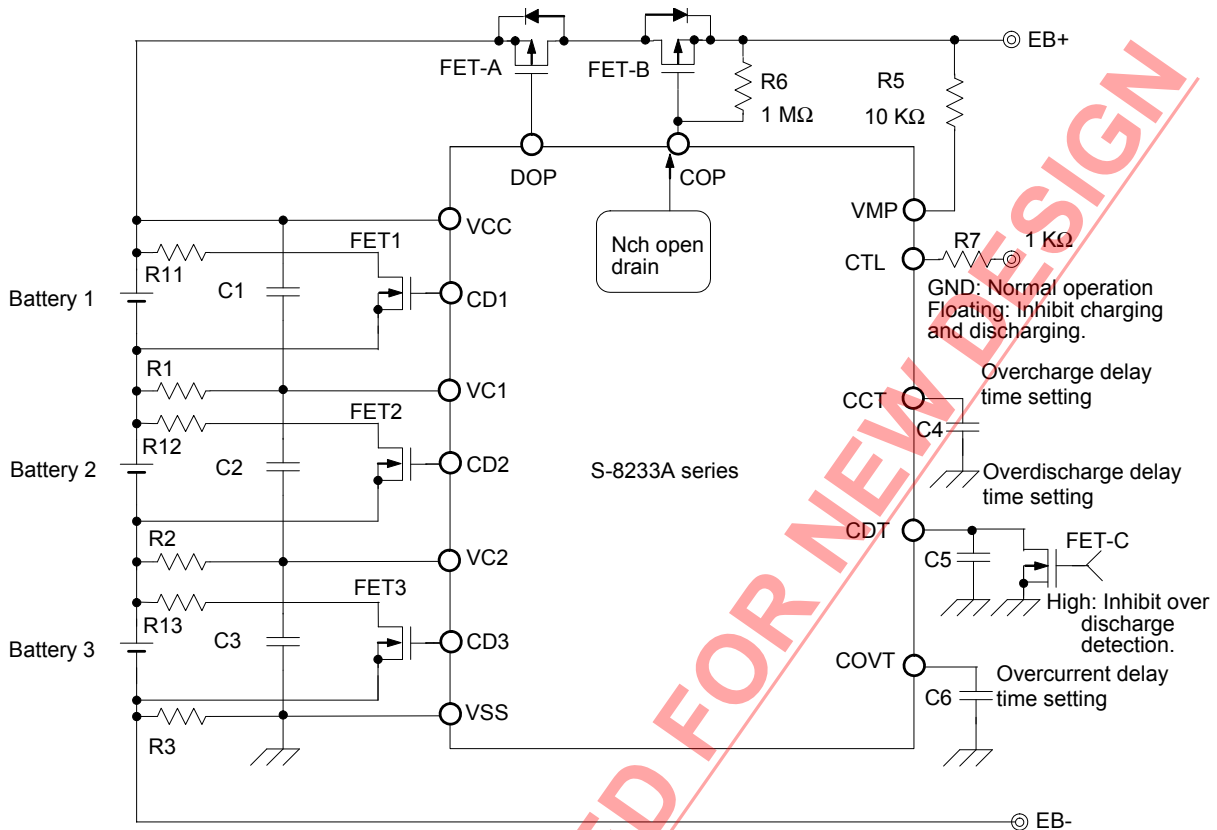 EB+
FET-A
FET-B
R6
1 MΩ
R5
10 KΩ
DOP
COP
VCC
VMP
FET1
R11
C1
Nch open
drain
R7
1 KΩ
CTL
GND: Normal operation
Floating: Inhibit charging
and discharging.
Battery 1
CD1
R1
VC1
FET2
Overcharge delay
time setting
CCT
C4
R12
Battery 2
C2
CD2
S-8233A series
Overdischarge delay
time setting
CDT
R2
VC2
FET-C
C5
FET3
R13
High: Inhibit over
discharge
detection.
Battery 3
C3
CD3
COVT
Overcurrent delay
time setting
C6
VSS
R3
EB-
ED FOR NEW DESIGN